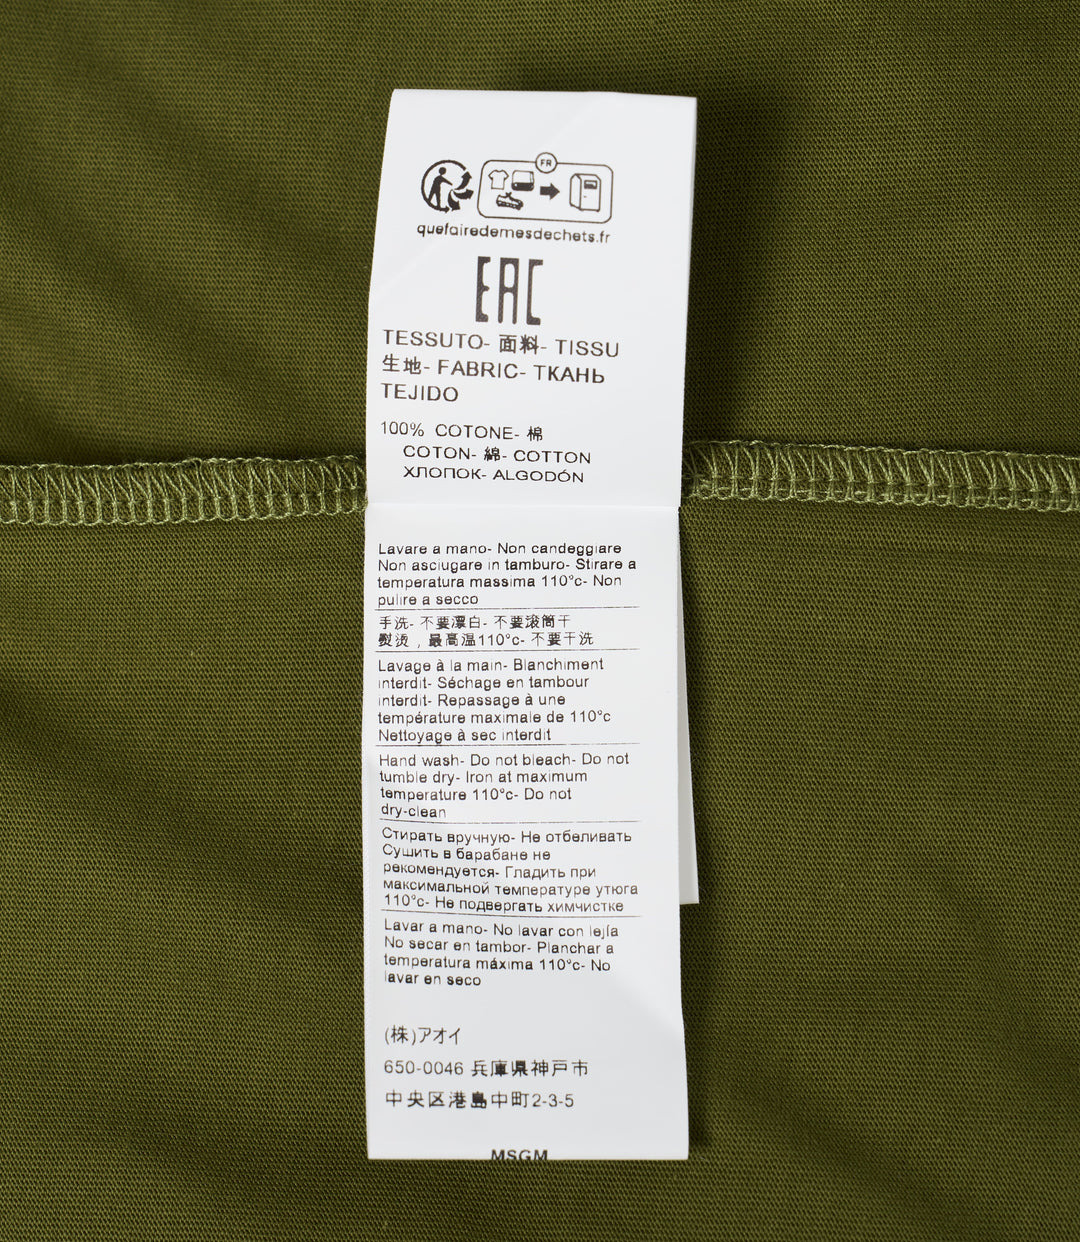 FR
quefairedemesdechets.fr
EAC
TESSUTO- 面料- TISSU
生地- FABRIC- ТКАНЬ
TEJIDO
100% COTONE- 棉
COTON- 綿- COTTON
ХЛОПОК- ALGODÓN
Lavare a mano- Non candeggiare
Non asciugare in tamburo- Stirare a
temperatura massima 110°c- Non
pulire a secco
手洗- 不要漂白- 不要滚筒干
熨烫，最高温110°c- 不要干洗
Lavage à la main- Blanchiment
interdit- Séchage en tambour
interdit- Repassage à une
température maximale de 110°c
Nettoyage à sec interdit
Hand wash- Do not bleach- Do not
tumble dry- Iron at maximum
temperature 110°c- Do not
dry-clean
Стирать вручную- Не отбеливать
Сушить в барабане не
рекомендуется- Гладить при
максимальной температуре утюга
110°c- Не подвергать химчистке
Lavar a mano- No lavar con lejía
No secar en tambor- Planchar a
temperatura máxima 110°c- No
lavar en seco
(株)アオイ
650-0046 兵庫県神戸市
中央区港島中町2-3-5
MSGM